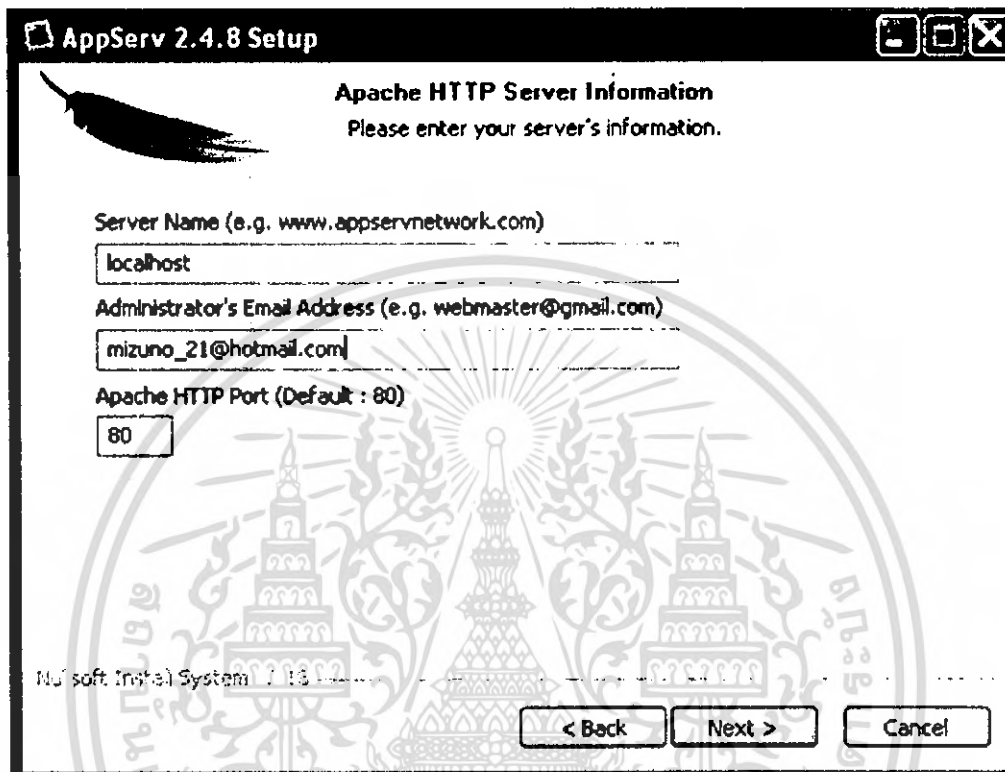 AppServ 2.4.8 Setup
Apache HTTP Server Information
Please enter your server's information.
Server Name (e.g. www.appservnetwork.com)
localhost
Administrator's Email Address (e.g. webmaster@gmail.com)
mizuno_21@hotmail.com
Apache HTTP Port (Default : 80)
80
Install System
< Back
Next >
Cancel